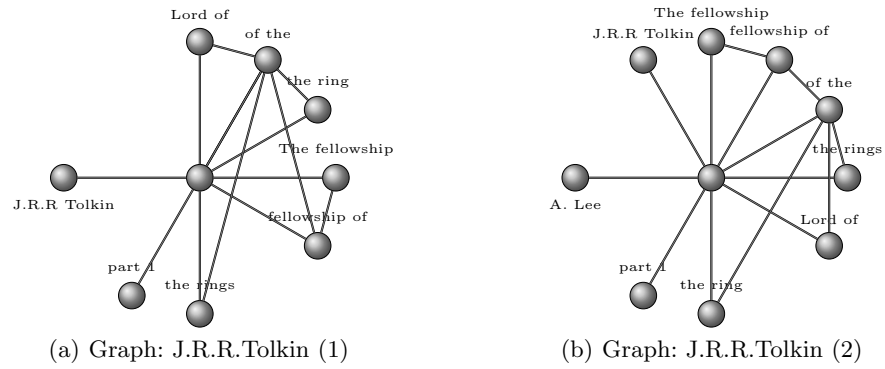 Lord of
of the
the ring
The fellowship
J.R.R Tolkin
fellowship of
part 1
the rings
(a) Graph: J.R.R.Tolkin (1)
The fellowship
fellowship of
J.R.R Tolkin
of the
the rings
A. Lee
Lord of
part 1
the ring
(b) Graph: J.R.R.Tolkin (2)